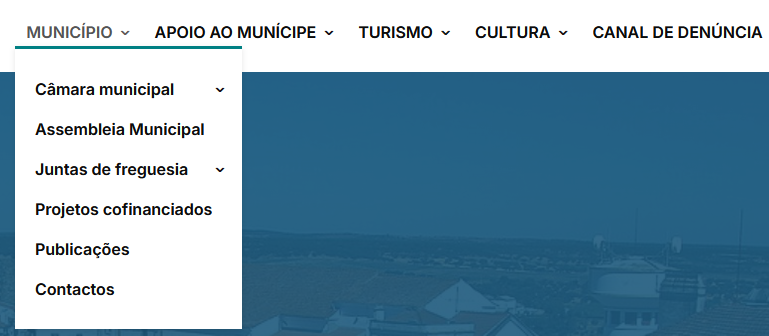 MUNICÍPIO APOIO AO MUNÍCIPE TURISMO CULTURA CANAL DE DENÚNCIA
Câmara municipal
Assembleia Municipal
Juntas de freguesia
Projetos cofinanciados
Publicações
Contactos